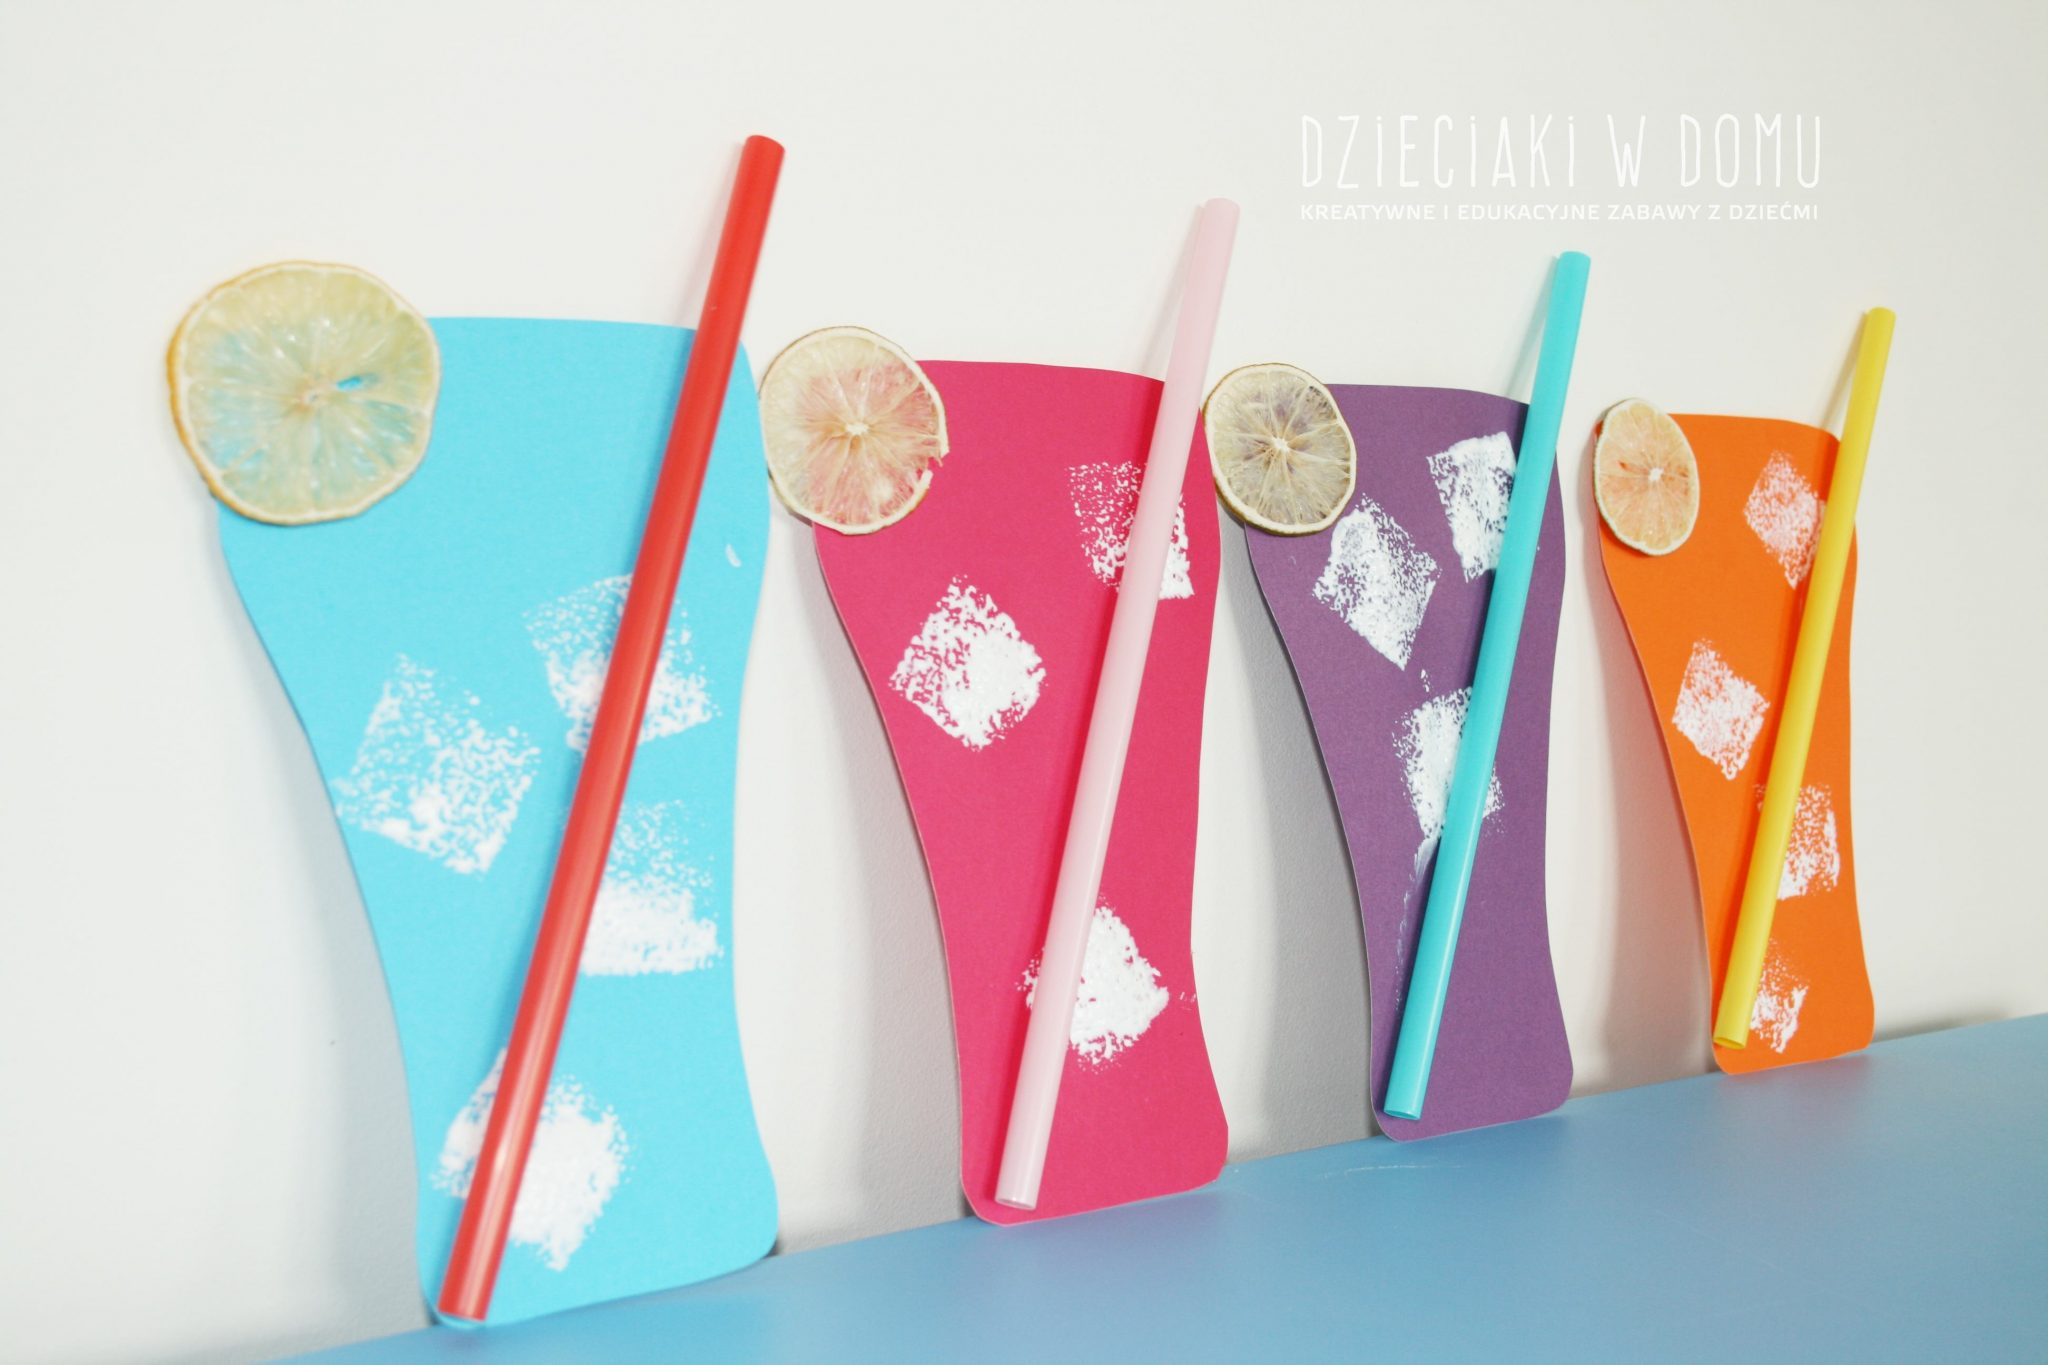 DZIECIAKI W DOMU
KREATYWNE I EDUKACYJNE ZABAWY Z DZIEĆMI